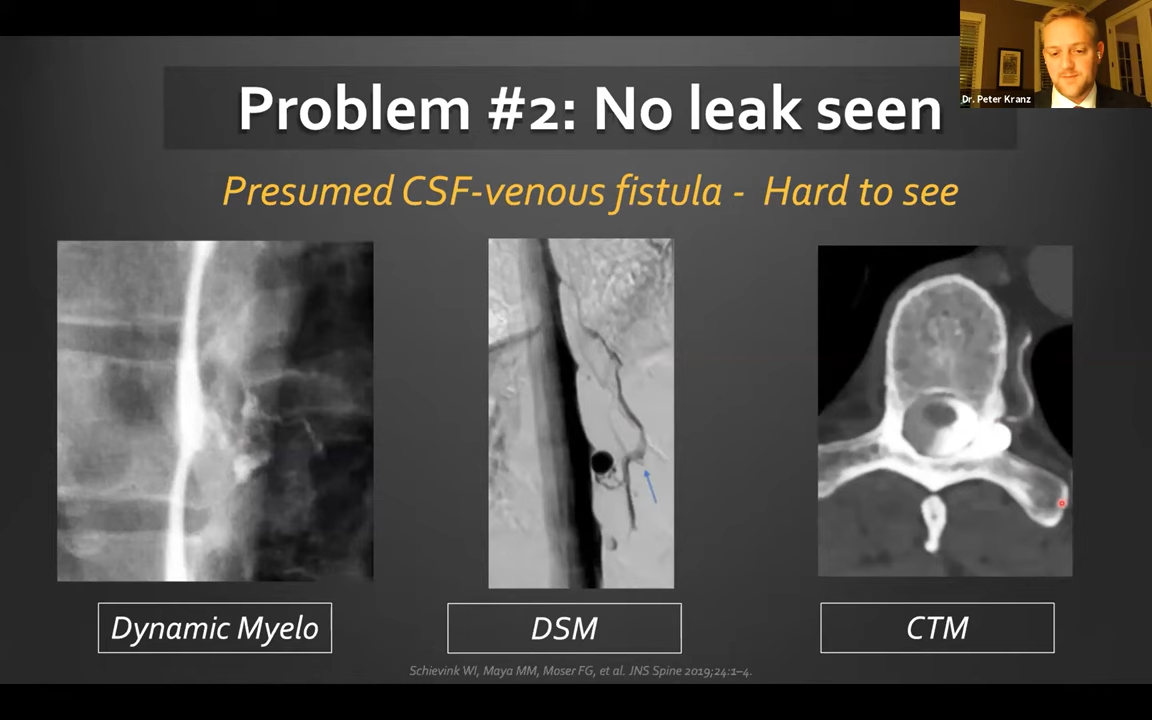 Dr. Peter Kranz
Problem #2: No leak seen
Presumed CSF-venous fistula - Hard to see
Dynamic Myelo
DSM
CTM
Schievink WI, Maya MM, Moser FG, et al. JNS Spine 2019;24:1–4.